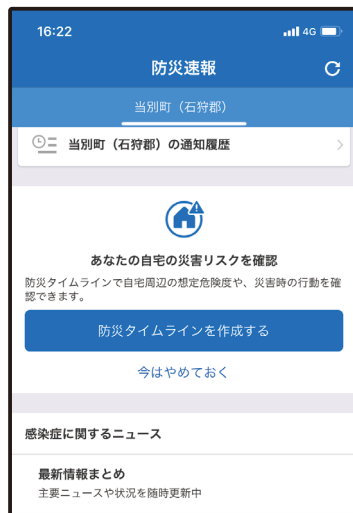 16:22
4G
防災速報
当別町（石狩郡）
当別町（石狩郡）の通知履歴
あなたの自宅の災害リスクを確認
防災タイムラインで自宅周辺の想定危険度や、災害時の行動を確
認できます。
防災タイムラインを作成する
今はやめておく
感染症に関するニュース
最新情報まとめ
主要ニュースや状況を随時更新中